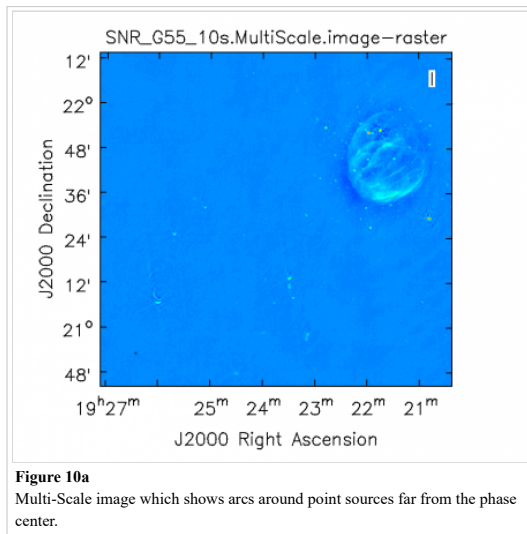 SNR_G55_10s.MultiScale.image-raster
I
12'
22°
48'
36'
24'
12'
21°
48'
J2000 Declination
19ʰ27ᵐ 25ᵐ 24ᵐ 23ᵐ 22ᵐ 21ᵐ
J2000 Right Ascension
Figure 10a
Multi-Scale image which shows arcs around point sources far from the phase
center.